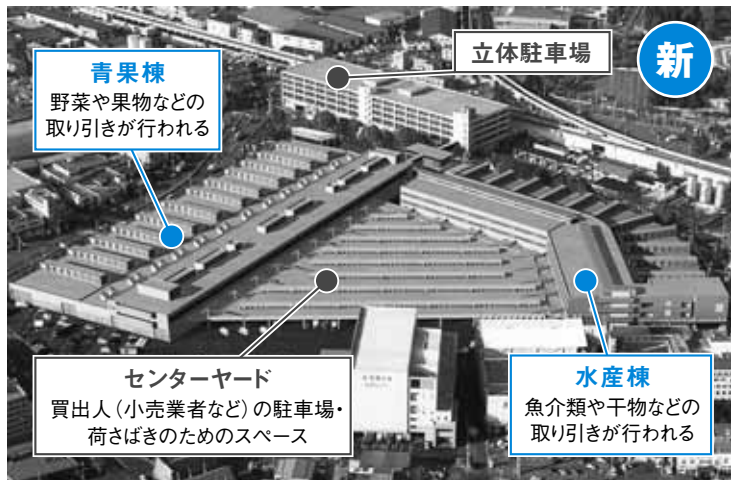 立体駐車場
新
青果棟
野菜や果物などの
取り引きが行われる
センターヤード
買出人(小売業者など)の駐車場・
荷さばきのためのスペース
水産棟
魚介類や干物などの
取り引きが行われる